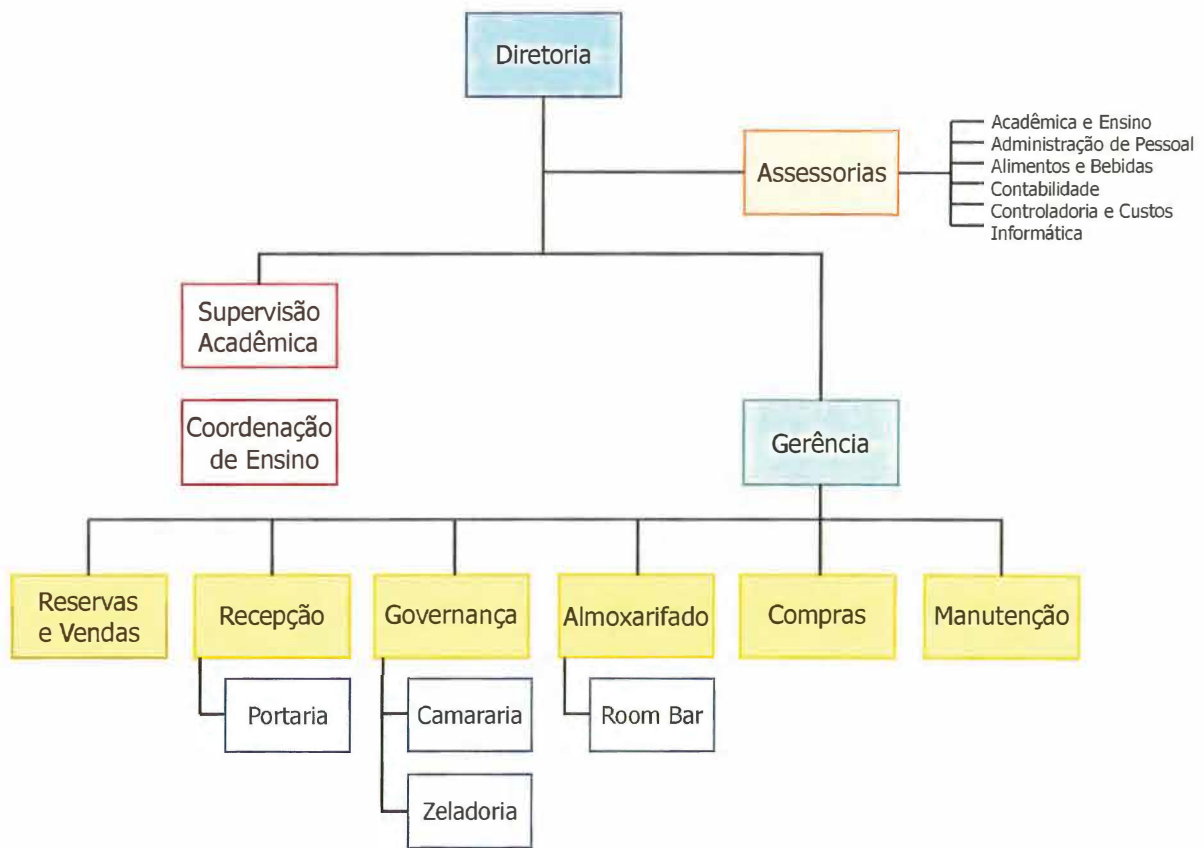 Diretoria
Assessorias
Acadêmica e Ensino
Administração de Pessoal
Alimentos e Bebidas
Contabilidade
Controladoria e Custos
Informática
Supervisão
Acadêmica
Coordenação
de Ensino
Gerência
Reservas
e Vendas
Recepção
Governança
Almoxarifado
Compras
Manutenção
Portaria
Camararia
Room Bar
Zeladoria